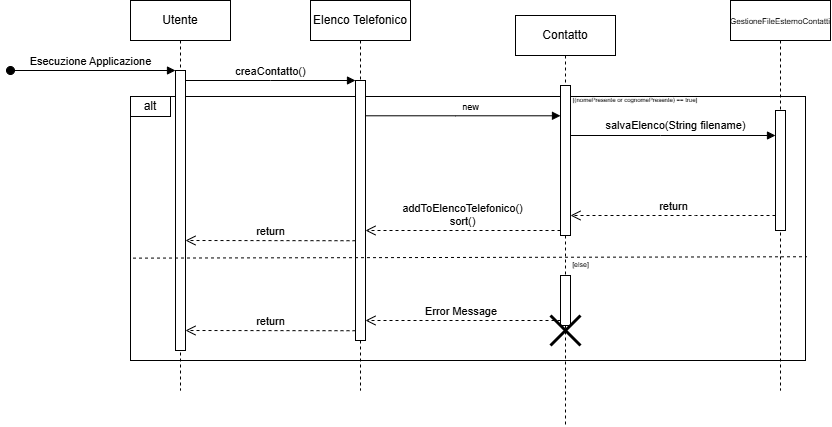 Utente
Elenco Telefonico
Contatto
GestioneFileEsternoContatti
Esecuzione Applicazione
creaContatto()
alt
[(nomePresente or cognomePresente) == true]
new
salvaElenco(String filename)
addToElencoTelefonico()
sort()
return
return
[else]
Error Message
return